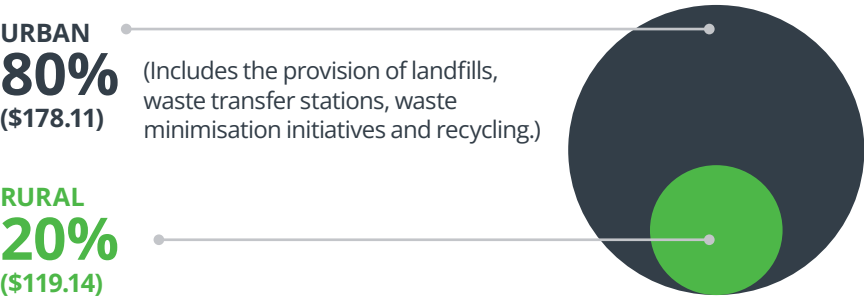 URBAN
80%
($178.11)
(Includes the provision of landfills,
waste transfer stations, waste
minimisation initiatives and recycling.)
RURAL
20%
($119.14)